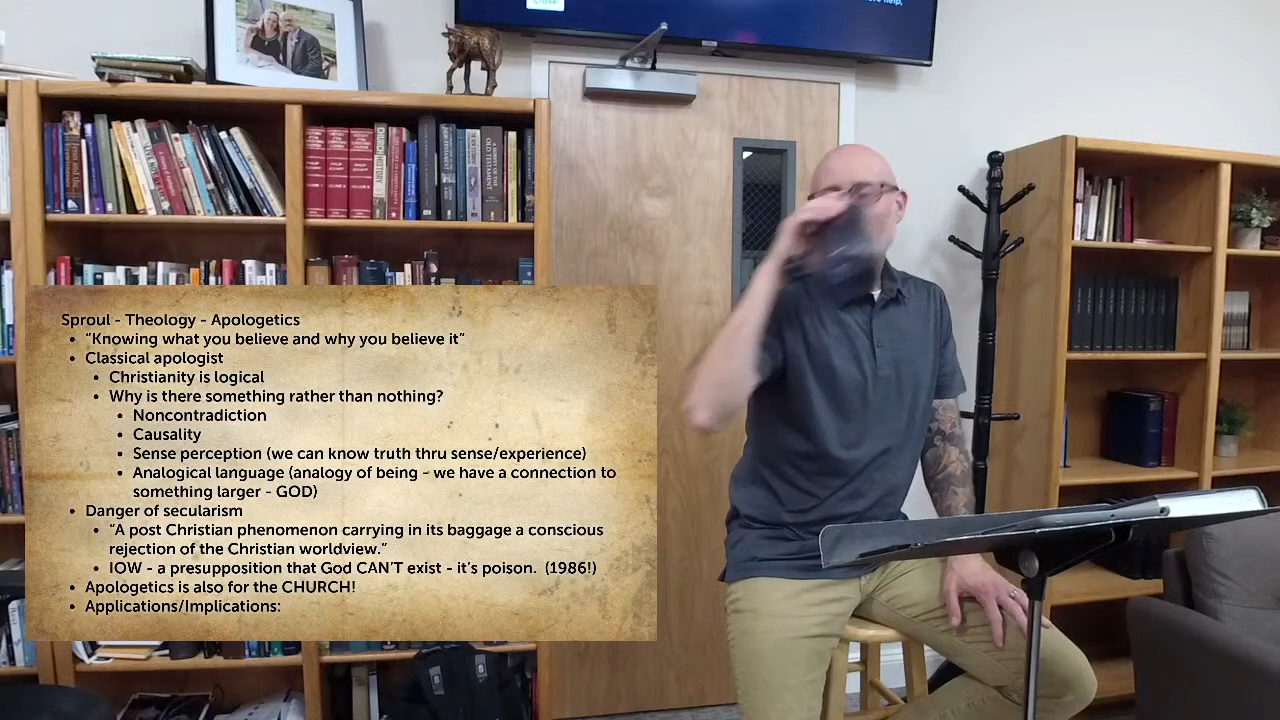 Sproul - Theology - Apologetics
• “Knowing what you believe and why you believe it”
• Classical apologist
• Christianity is logical
• Why is there something rather than nothing?
• Noncontradiction
• Causality
• Sense perception (we can know truth thru sense/experience)
• Analogical language (analogy of being - we have a connection to
something larger - GOD)
• Danger of secularism
• “A post Christian phenomenon carrying in its baggage a conscious
rejection of the Christian worldview.”
• IOW - a presupposition that God CAN’T exist - it’s poison. (1986!)
• Apologetics is also for the CHURCH!
• Applications/Implications:
CHURCH HISTORY
OLD TESTAMENT